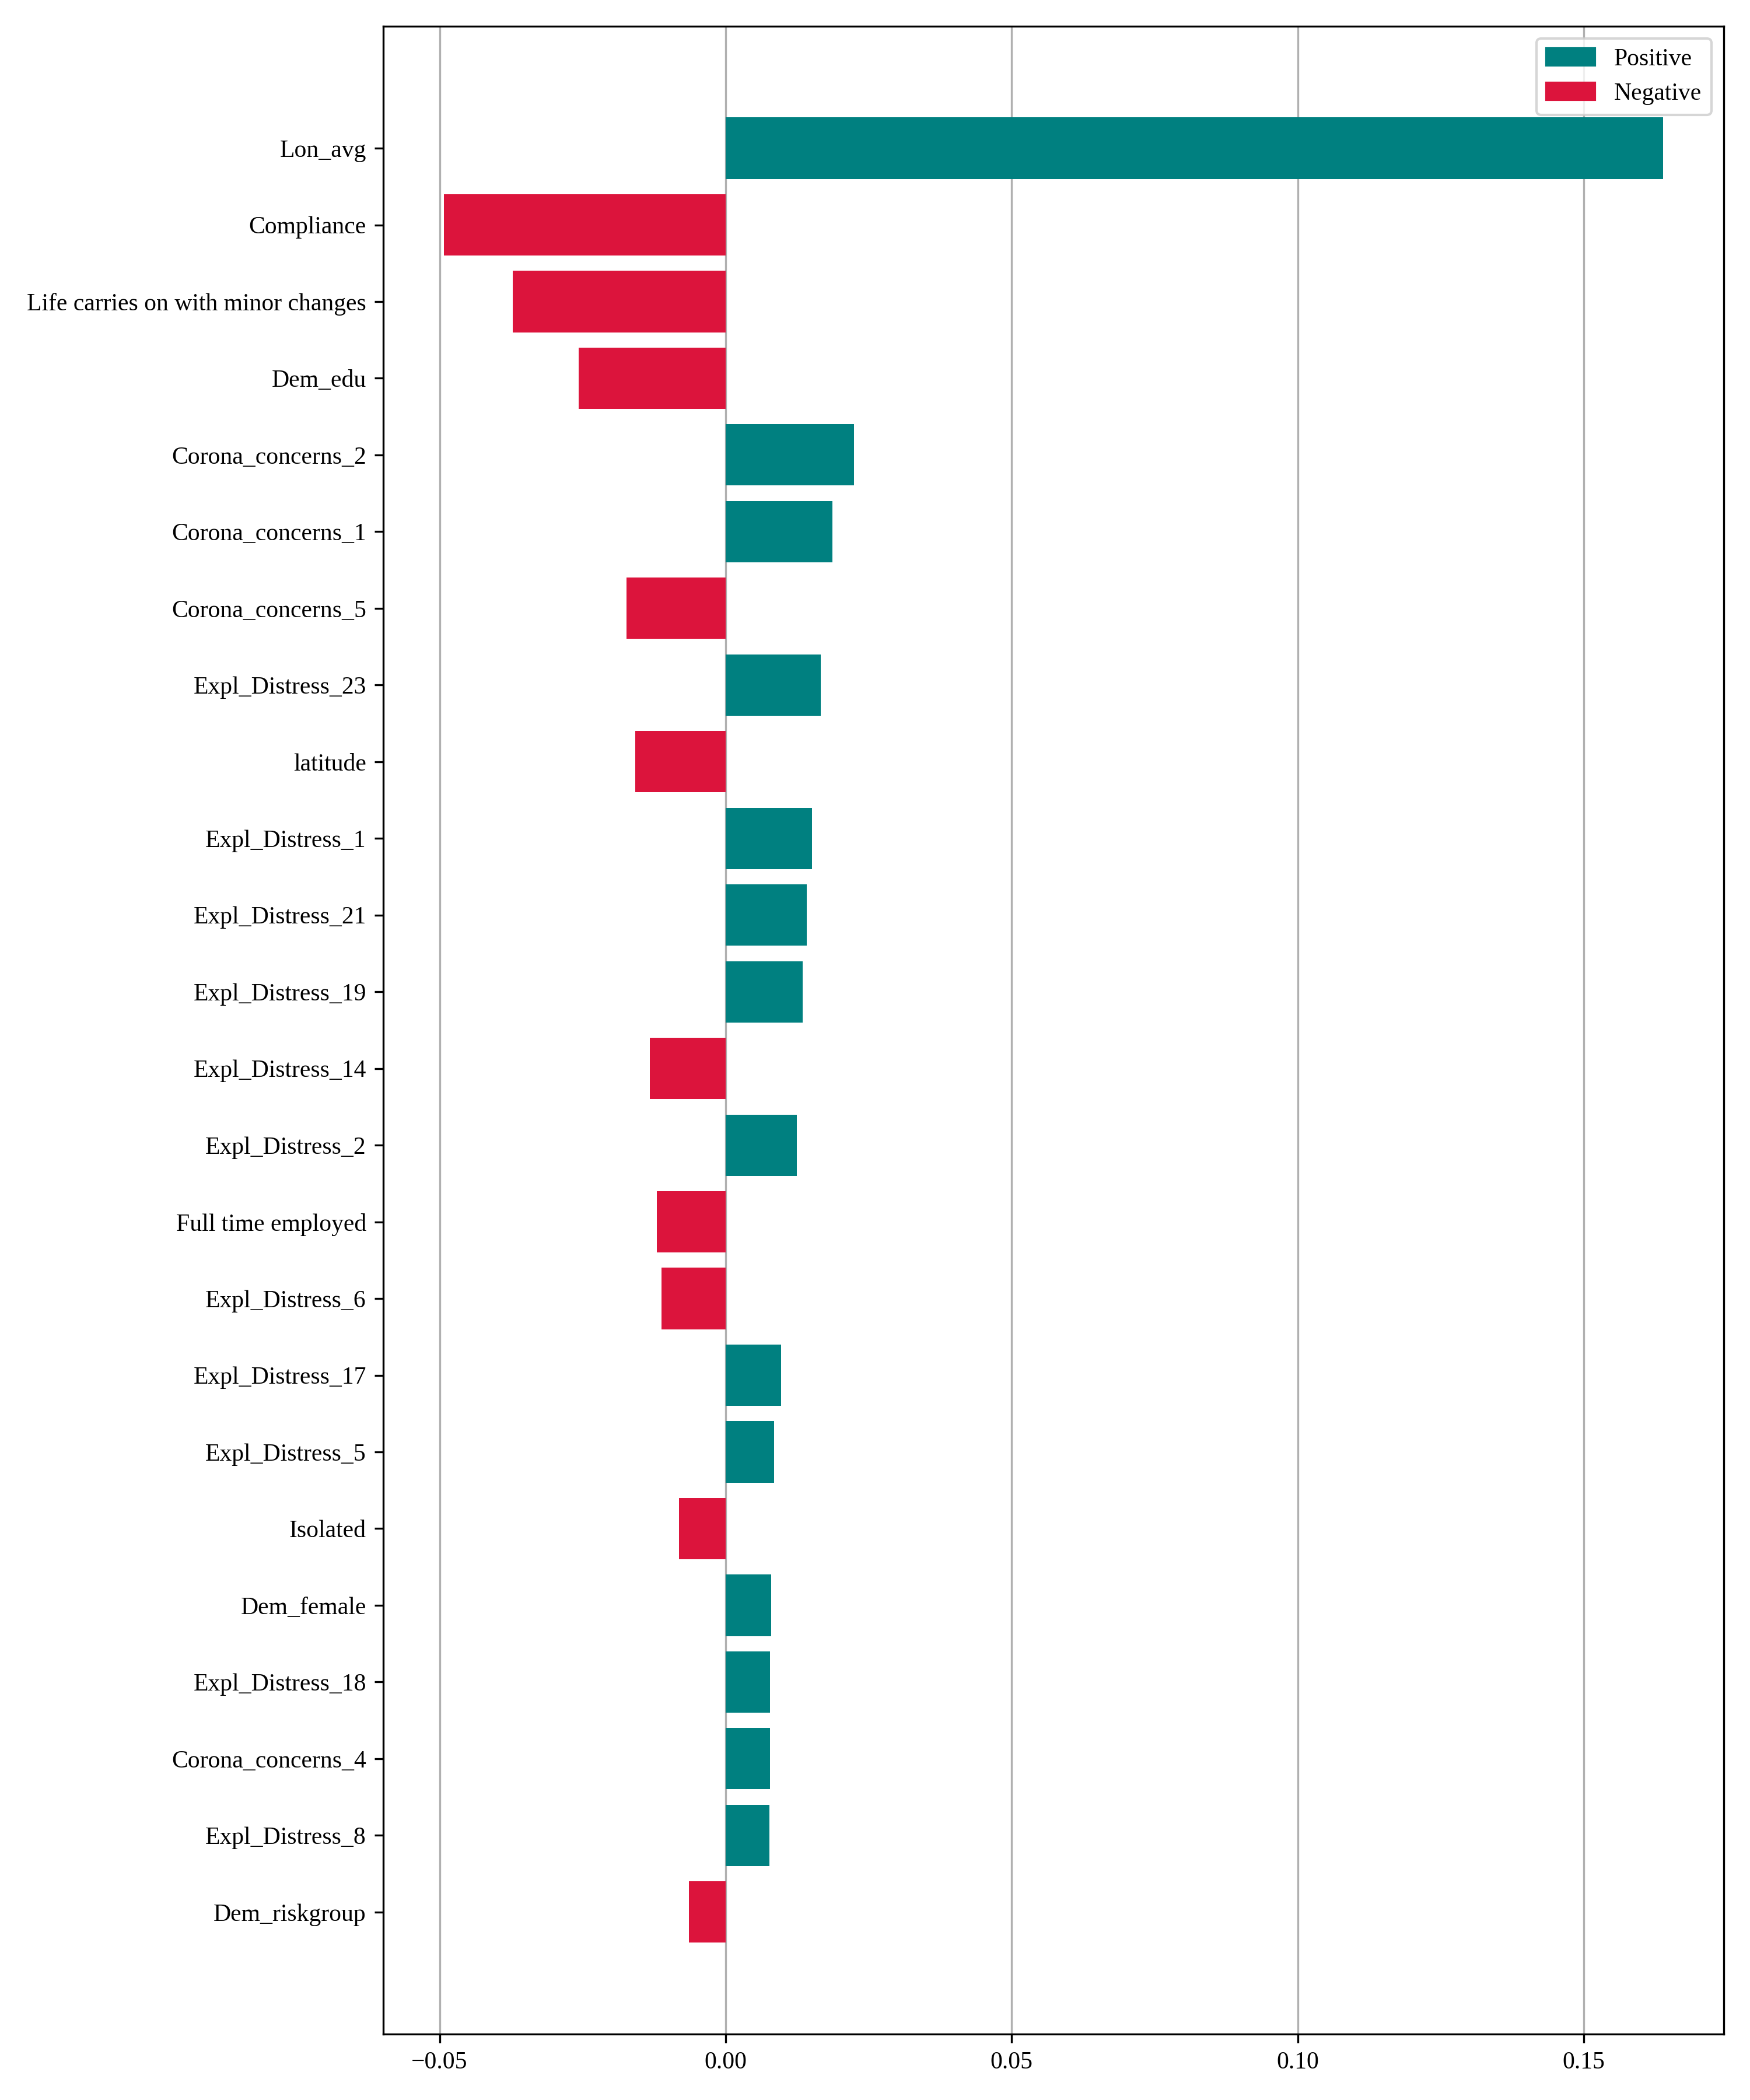 Positive
Negative
Lon_avg
Compliance
Life carries on with minor changes
Dem_edu
Corona_concerns_2
Corona_concerns_1
Corona_concerns_5
Expl_Distress_23
latitude
Expl_Distress_1
Expl_Distress_21
Expl_Distress_19
Expl_Distress_14
Expl_Distress_2
Full time employed
Expl_Distress_6
Expl_Distress_17
Expl_Distress_5
Isolated
Dem_female
Expl_Distress_18
Corona_concerns_4
Expl_Distress_8
Dem_riskgroup
−0.05 0.00 0.05 0.10 0.15